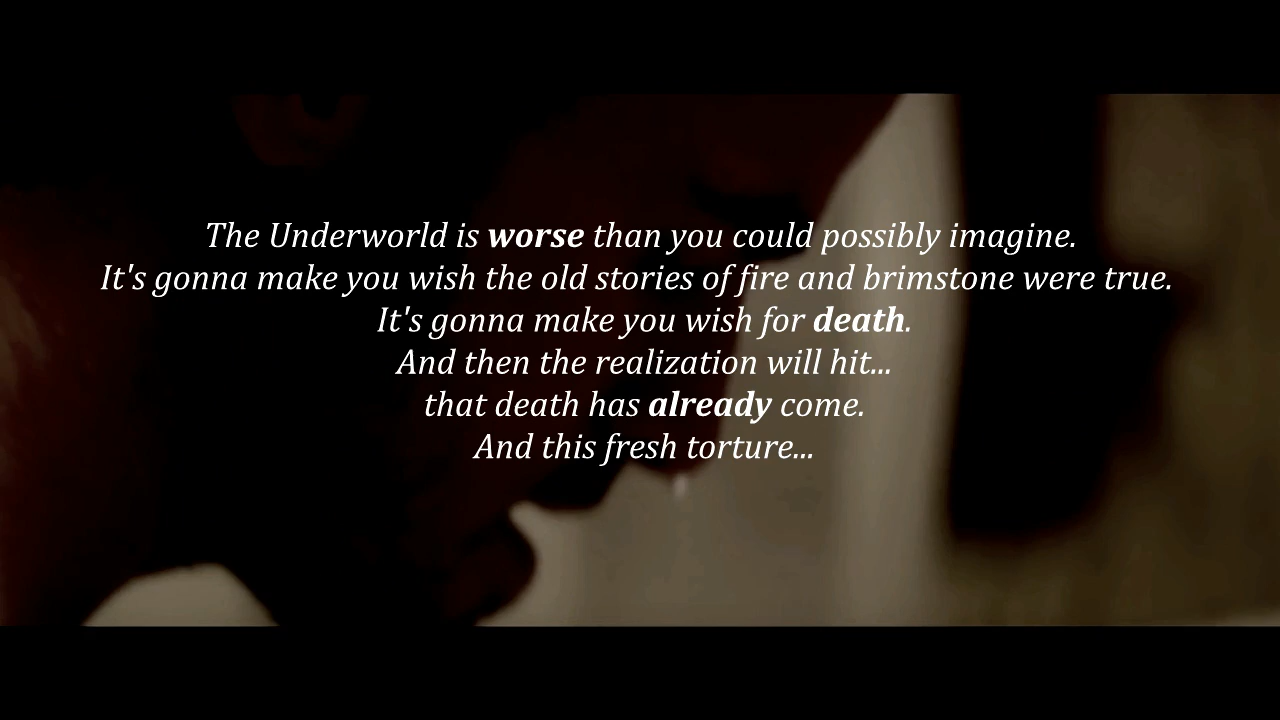 The Underworld is worse than you could possibly imagine.
It's gonna make you wish the old stories of fire and brimstone were true.
It's gonna make you wish for death.
And then the realization will hit...
that death has already come.
And this fresh torture...